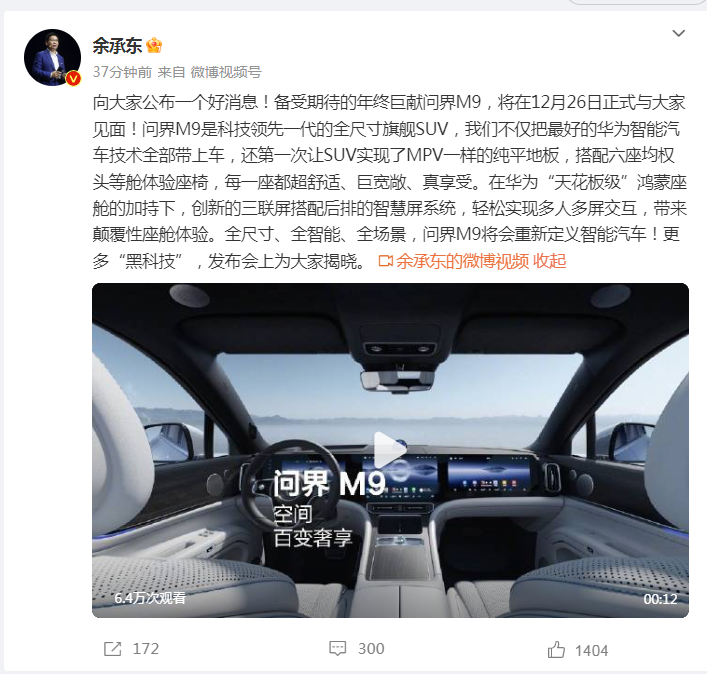 余承东
37分钟前 来自 微博视频号
向大家公布一个好消息！备受期待的年终巨献问界M9，将在12月26日正式与大家
见面！问界M9是科技领先一代的全尺寸旗舰SUV，我们不仅把最好的华为智能汽
车技术全部带上车，还第一次让SUV实现了MPV一样的纯平地板，搭配六座均权
头等舱体验座椅，每一座都超舒适、巨宽敞、真享受。在华为“天花板级”鸿蒙座
舱的加持下，创新的三联屏搭配后排的智慧屏系统，轻松实现多人多屏交互，带来
颠覆性座舱体验。全尺寸、全智能、全场景，问界M9将会重新定义智能汽车！更
多“黑科技”，发布会上为大家揭晓。 余承东的微博视频 收起
问界 M9
空间
百变奢享
6.4万次观看
00:12
172
300
1404